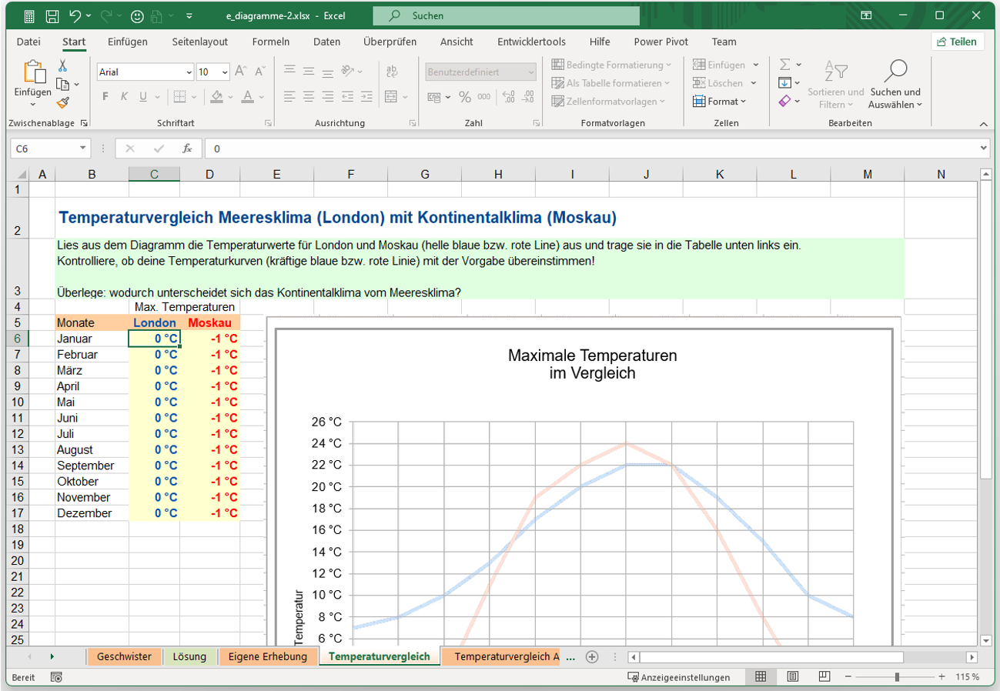 e_diagramme-2.xlsx - Excel
Suchen
Datei Start Einfügen Seitenlayout Formeln Daten Überprüfen Ansicht Entwicklertools Hilfe Power Pivot Team Teilen
Einfügen
Zwischenablage
Arial 10
F K U
Schriftart
ab
Ausrichtung
Benutzerdefiniert
% 000
Zahl
Bedingte Formatierung
Als Tabelle formatieren
Zellenformatvorlagen
Formatvorlagen
Einfügen
Löschen
Format
Zellen
Sortieren und
Filtern
Suchen und
Auswählen
Bearbeiten
C6 fx 0
A B C D E F G H I J K L M N
1
2 Temperaturvergleich Meeresklima (London) mit Kontinentalklima (Moskau)
Lies aus dem Diagramm die Temperaturwerte für London und Moskau (helle blaue bzw. rote Line) aus und trage sie in die Tabelle unten links ein.
Kontrolliere, ob deine Temperaturkurven (kräftige blaue bzw. rote Linie) mit der Vorgabe übereinstimmen!
3 Überlege: wodurch unterscheidet sich das Kontinentalklima vom Meeresklima?
4 Max. Temperaturen
5 Monate London Moskau
6 Januar 0 °C -1 °C
7 Februar 0 °C -1 °C
8 März 0 °C -1 °C
9 April 0 °C -1 °C
10 Mai 0 °C -1 °C
11 Juni 0 °C -1 °C
12 Juli 0 °C -1 °C
13 August 0 °C -1 °C
14 September 0 °C -1 °C
15 Oktober 0 °C -1 °C
16 November 0 °C -1 °C
17 Dezember 0 °C -1 °C
18
19
20
21
22
23
24
25
Maximale Temperaturen
im Vergleich
26 °C
24 °C
22 °C
20 °C
18 °C
16 °C
14 °C
12 °C
10 °C
8 °C
6 °C
Temperatur
Geschwister Lösung Eigene Erhebung Temperaturvergleich Temperaturvergleich A ...
Bereit Anzeigeeinstellungen 115 %